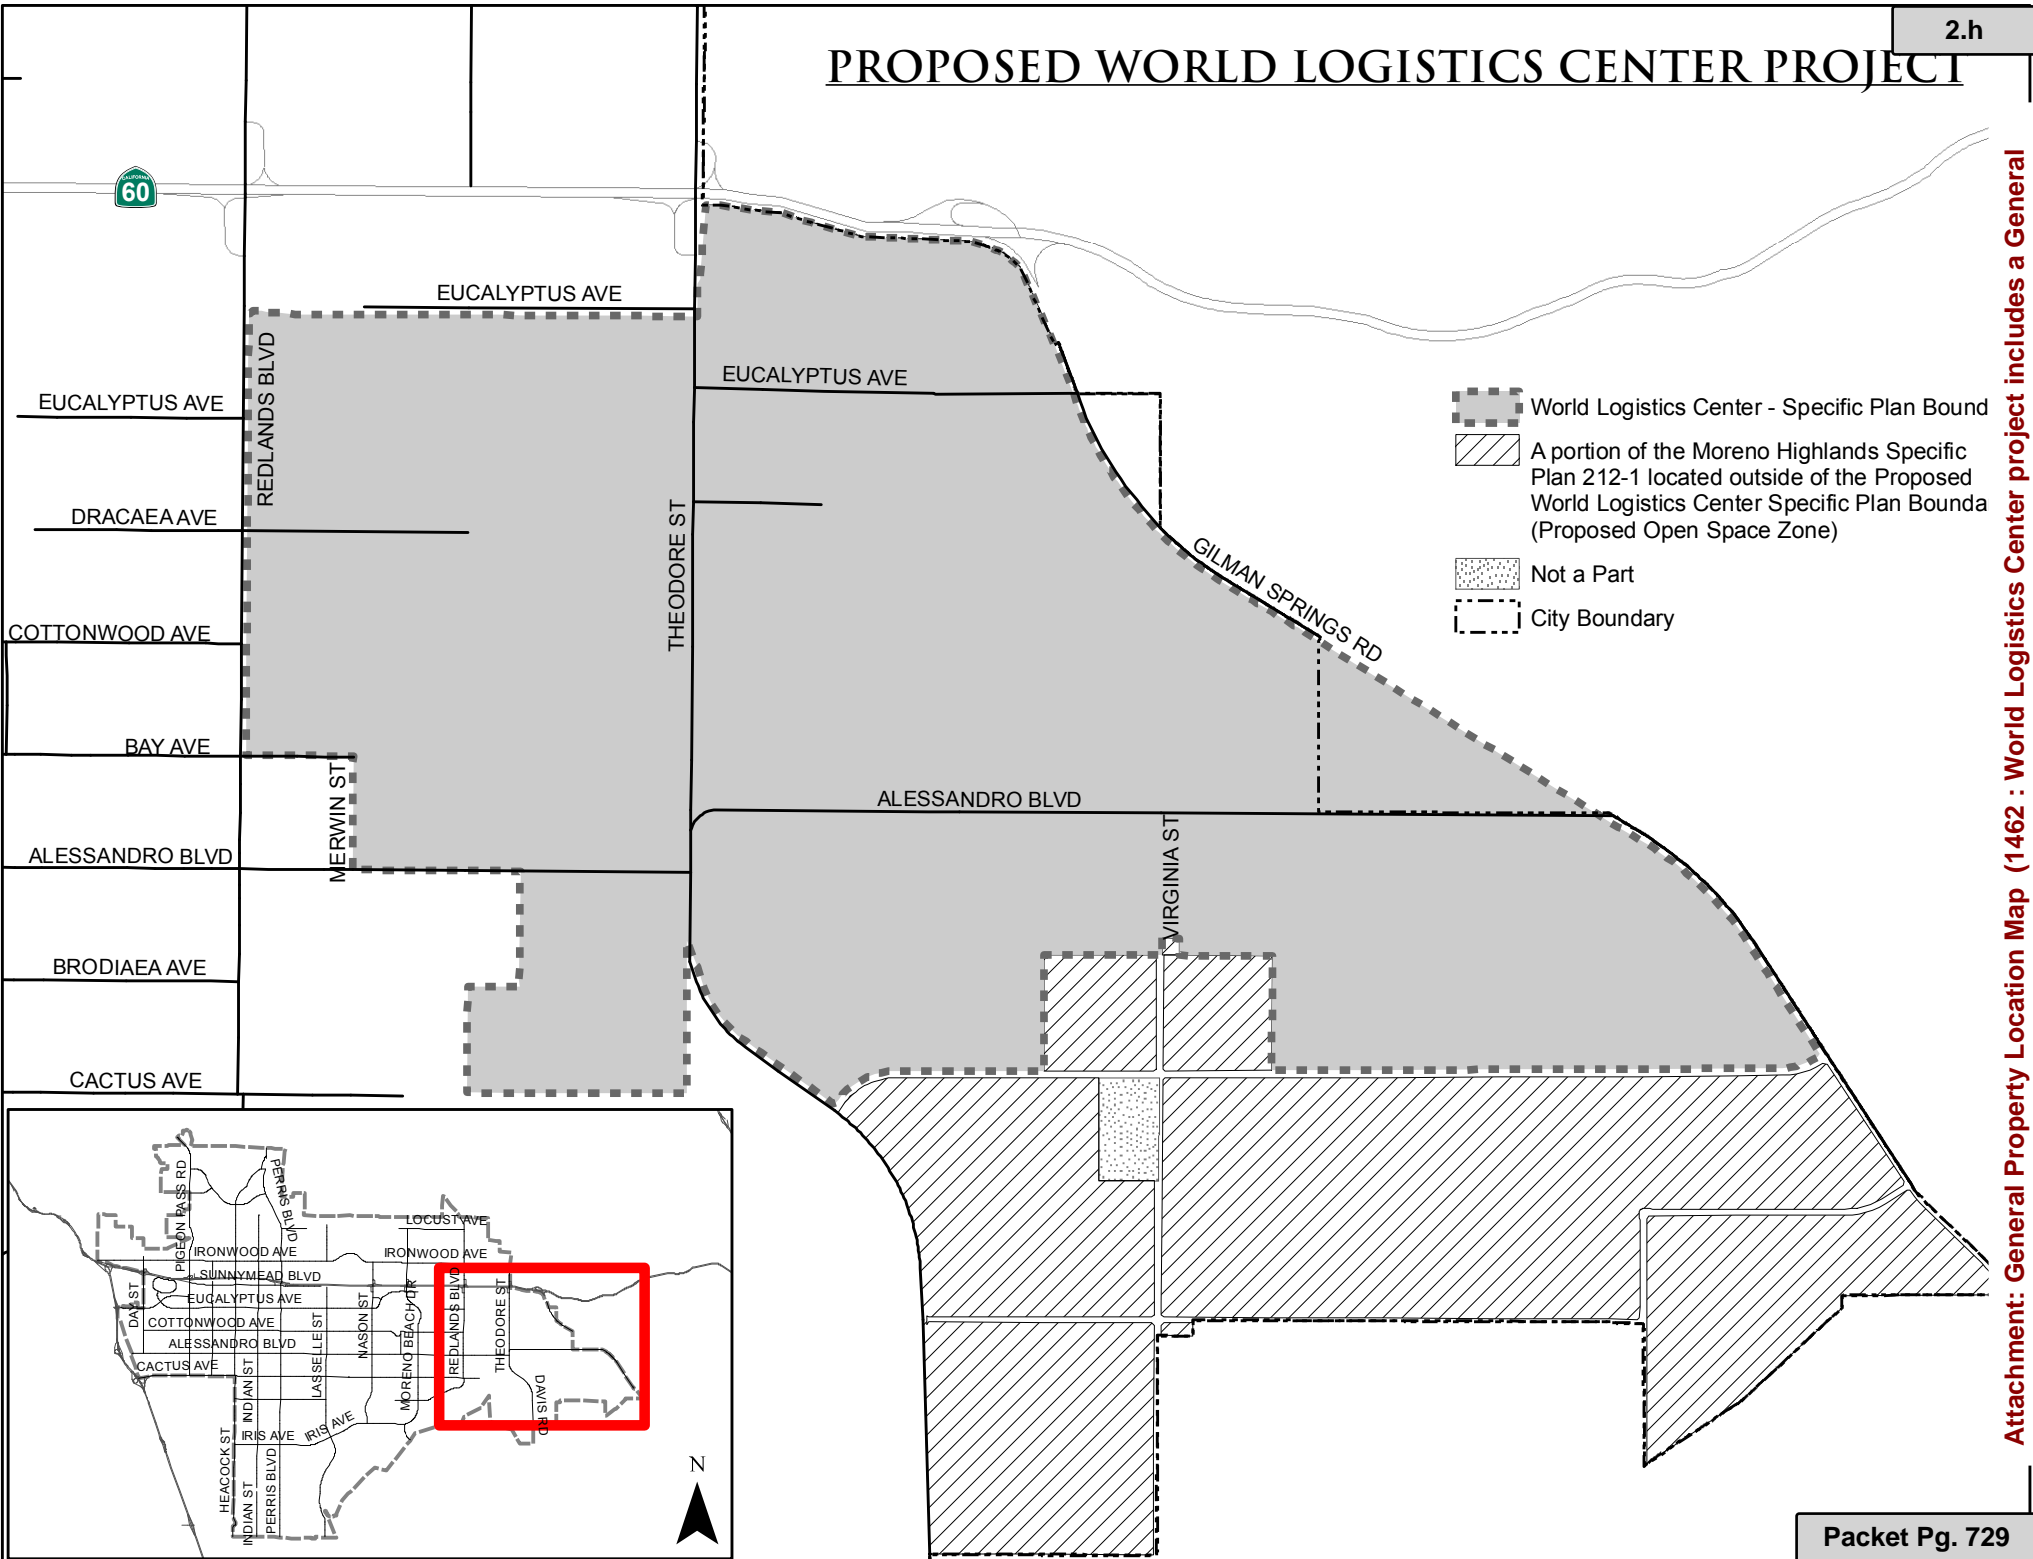 2.h
PROPOSED WORLD LOGISTICS CENTER PROJECT
CALIFORNIA
60
EUCALYPTUS AVE
REDLANDS BLVD
EUCALYPTUS AVE
EUCALYPTUS AVE
DRACAEA AVE
THEODORE ST
COTTONWOOD AVE
GILMAN SPRINGS RD
BAY AVE
MERWIN ST
ALESSANDRO BLVD
ALESSANDRO BLVD
VIRGINIA ST
BRODIAEA AVE
CACTUS AVE
World Logistics Center - Specific Plan Bound
A portion of the Moreno Highlands Specific
Plan 212-1 located outside of the Proposed
World Logistics Center Specific Plan Bounda
(Proposed Open Space Zone)
Not a Part
City Boundary
PIGEON PASS RD
PERRIS BLVD
LOCUST AVE
IRONWOOD AVE
IRONWOOD AVE
SUNNYMEAD BLVD
DAY ST
EUCALYPTUS AVE
COTTONWOOD AVE
ALESSANDRO BLVD
CACTUS AVE
LASSELLE ST
NASON ST
MORENO BEACH DR
REDLANDS BLVD
THEODORE ST
INDIAN ST
DAVIS RD
IRIS AVE
IRIS AVE
HEACOCK ST
INDIAN ST
PERRIS BLVD
N
Attachment: General Property Location Map (1462 : World Logistics Center project includes a General
Packet Pg. 729